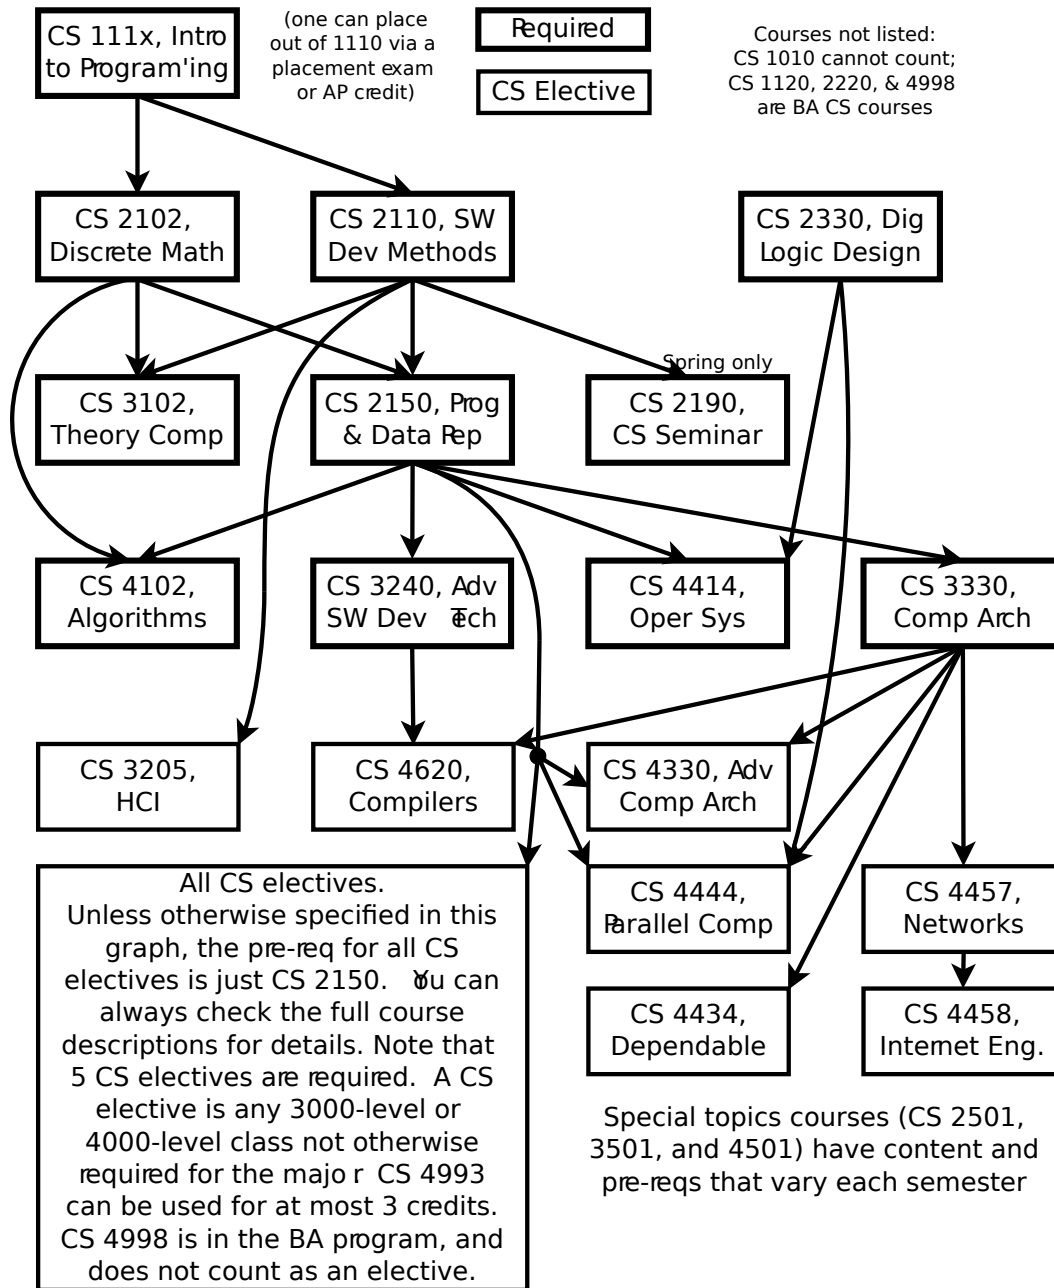 CS 111x, Intro
to Program'ing
(one can place
out of 1110 via a
placement exam
or AP credit)
Required
CS Elective
Courses not listed:
CS 1010 cannot count;
CS 1120, 2220, & 4998
are BA CS courses
CS 2102,
Discrete Math
CS 2110, SW
Dev Methods
CS 2330, Dig
Logic Design
Spring only
CS 3102,
Theory Comp
CS 2150, Prog
& Data Rep
CS 2190,
CS Seminar
CS 4102,
Algorithms
CS 3240, Adv
SW Dev Tech
CS 4414,
Oper Sys
CS 3330,
Comp Arch
CS 3205,
HCI
CS 4620,
Compilers
CS 4330, Adv
Comp Arch
All CS electives.
Unless otherwise specified in this
graph, the pre-req for all CS
electives is just CS 2150. You can
always check the full course
descriptions for details. Note that
5 CS electives are required. A CS
elective is any 3000-level or
4000-level class not otherwise
required for the major. CS 4993
can be used for at most 3 credits.
CS 4998 is in the BA program, and
does not count as an elective.
CS 4444,
Parallel Comp
CS 4457,
Networks
CS 4434,
Dependable
CS 4458,
Internet Eng.
Special topics courses (CS 2501,
3501, and 4501) have content and
pre-reqs that vary each semester